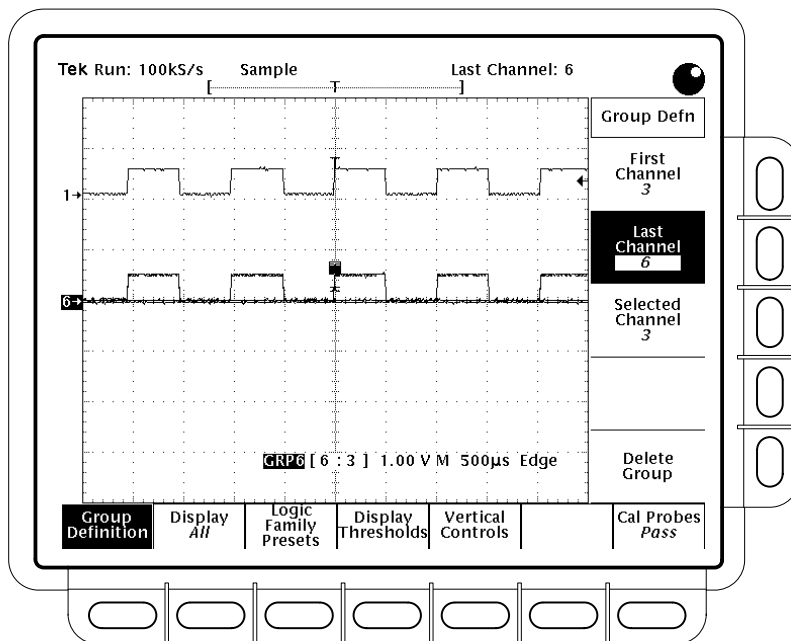 Tek Run: 100kS/s Sample Last Channel: 6
[ T ]
Group Defn
First
Channel
3
1→
Last
Channel
6
Selected
Channel
3
6→
GRP6 [ 6 : 3 ] 1.00 V M 500µs Edge
Delete
Group
Group
Definition
Display
All
Logic
Family
Presets
Display
Thresholds
Vertical
Controls
Cal Probes
Pass